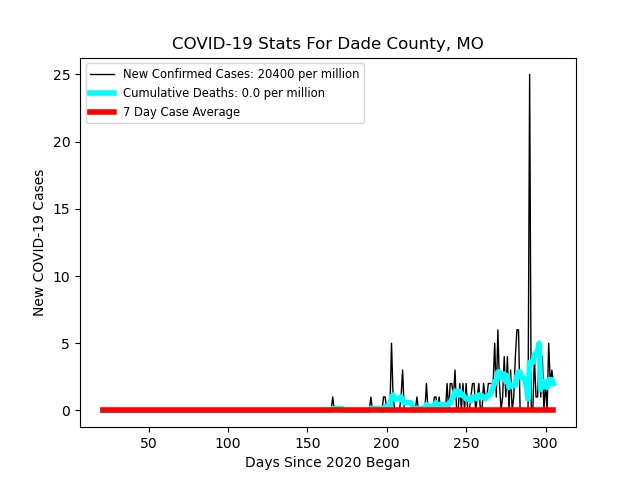 COVID-19 Stats For Dade County, MO
New Confirmed Cases: 20400 per million
Cumulative Deaths: 0.0 per million
7 Day Case Average
25
20
15
10
5
0
New COVID-19 Cases
50 100 150 200 250 300
Days Since 2020 Began